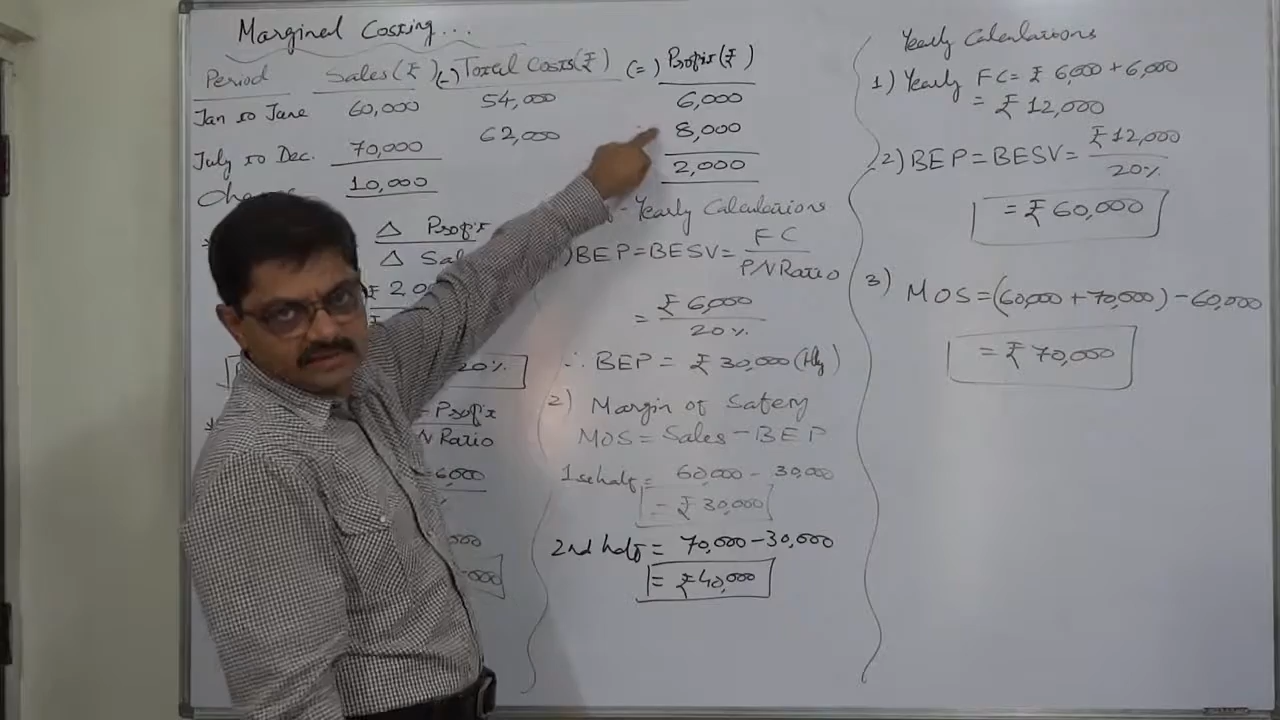 Marginal Costing...
Period Sales(₹) (-) Total Costs(₹) (=) Profit(₹)
Jan to June 60,000 54,000 6,000
July to Dec. 70,000 62,000 8,000
10,000 2,000
Δ Profit
Δ
20%
Profit
Ratio
6,000
-Yearly Calculations
BEP=BESV= FC
P/V Ratio
= ₹6,000
20%
∴ BEP = ₹30,000 (Hly)
2) Margin of Safety
MOS = Sales - BEP
1st half = 60,000 - 30,000
= ₹30,000
2nd half = 70,000 - 30,000
= ₹40,000
Yearly Calculations
1) Yearly FC = ₹6,000 + 6,000
= ₹12,000
2) BEP = BESV = ₹12,000
20%
= ₹60,000
3) MOS = (60,000 + 70,000) - 60,000
= ₹70,000